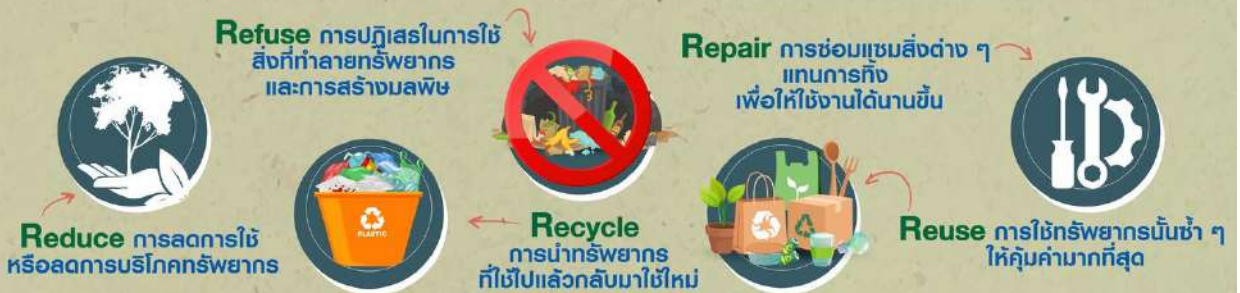 Refuse การปฏิเสธในการใช้
สิ่งที่ทำลายทรัพยากร
และการสร้างมลพิษ
Repair การซ่อมแซมสิ่งต่าง ๆ
แทนการทิ้ง
เพื่อให้ใช้งานได้นานขึ้น
Reduce การลดการใช้
หรือลดการบริโภคทรัพยากร
PLASTIC
Recycle
การนำทรัพยากร
ที่ใช้ไปแล้วกลับมาใช้ใหม่
Reuse การใช้ทรัพยากรนั้นซ้ำ ๆ
ให้คุ้มค่ามากที่สุด